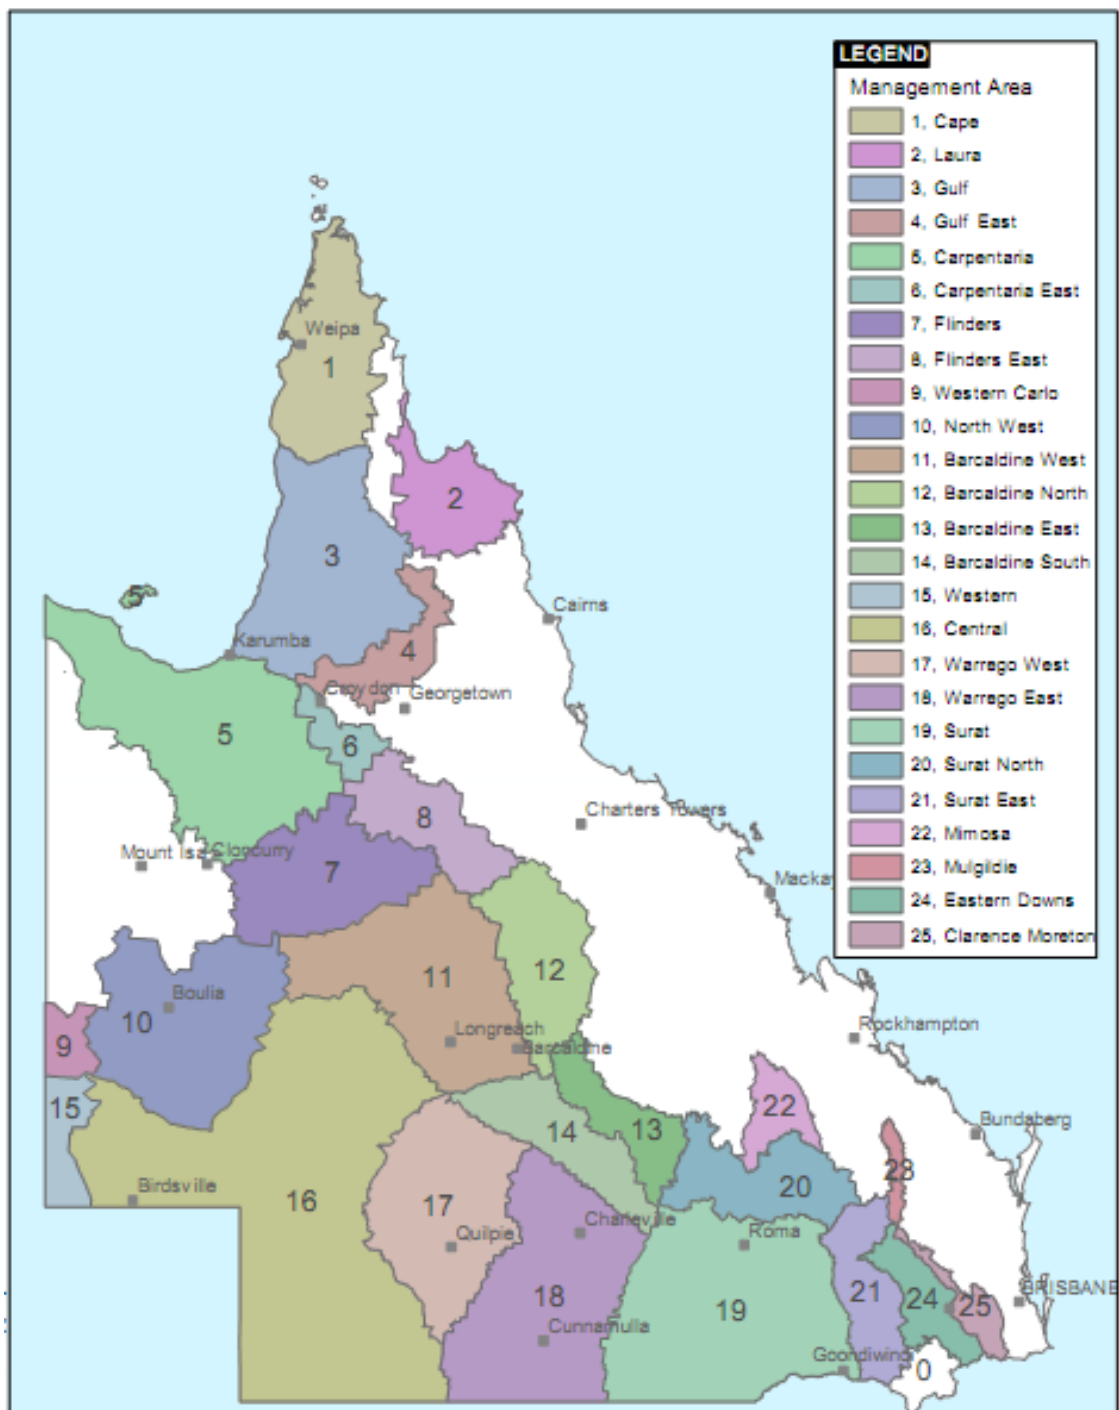 LEGEND
Management Area
1, Cape
2, Laura
3, Gulf
4, Gulf East
5, Carpentaria
6, Carpentaria East
7, Flinders
8, Flinders East
9, Western Carlo
10, North West
11, Barcaldine West
12, Barcaldine North
13, Barcaldine East
14, Barcaldine South
15, Western
16, Central
17, Warrego West
18, Warrego East
19, Surat
20, Surat North
21, Surat East
22, Mimosa
23, Mulgildie
24, Eastern Downs
25, Clarence Moreton
Weipa
1
2
3
5
Cairns
Karumba
4
Croydon
Georgetown
5
6
8
Charters Towers
Mount Isa
Cloncurry
7
Mackay
12
11
Boulia
10
Rockhampton
Longreach
9
Barcaldine
15
22
Bundaberg
14
13
23
Birdsville
16
20
17
Charleville
Quilpie
Roma
18
21
24
25
BRISBANE
19
Cunnamulla
Goondiwindi
0